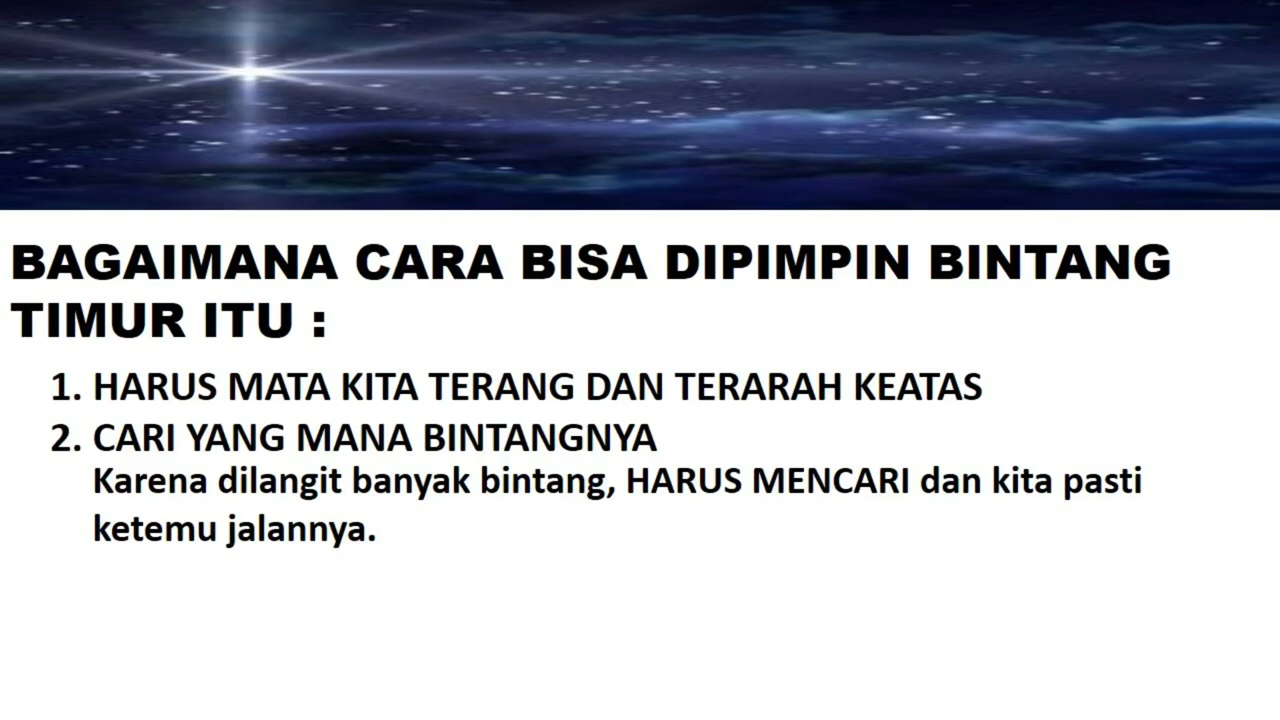 BAGAIMANA CARA BISA DIPIMPIN BINTANG
TIMUR ITU :
1. HARUS MATA KITA TERANG DAN TERARAH KEATAS
2. CARI YANG MANA BINTANGNYA
Karena dilangit banyak bintang, HARUS MENCARI dan kita pasti
ketemu jalannya.